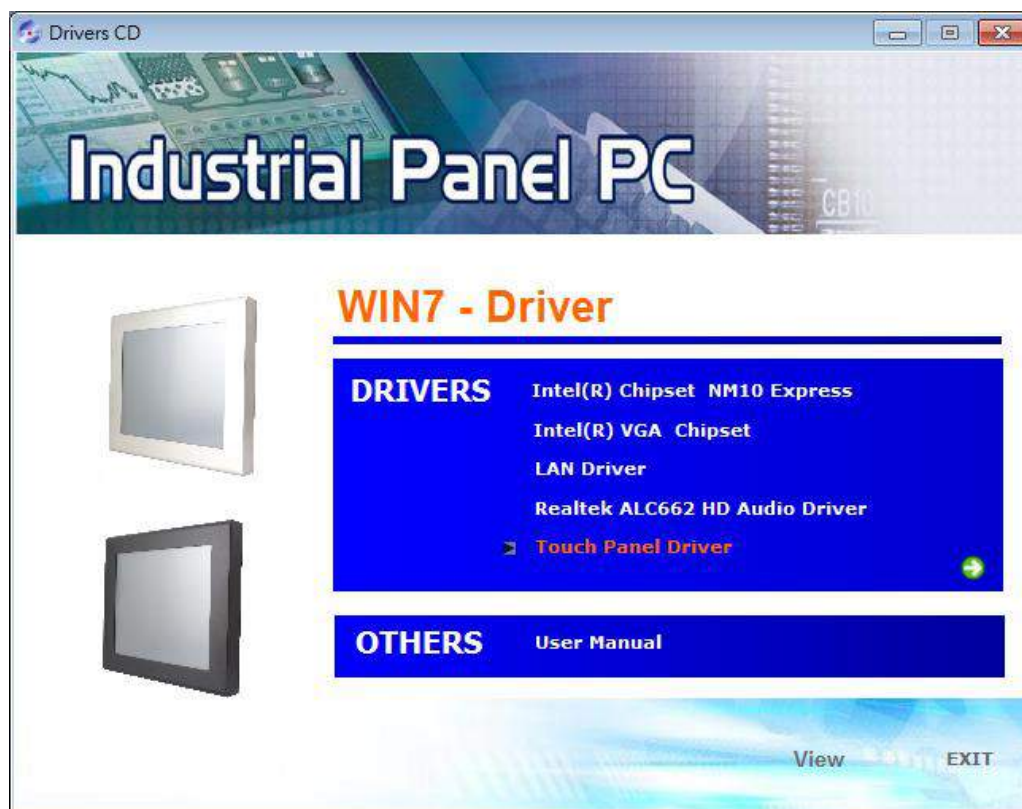 Drivers CD
Industrial Panel PC
CB10
WIN7 - Driver
DRIVERS
Intel(R) Chipset NM10 Express
Intel(R) VGA Chipset
LAN Driver
Realtek ALC662 HD Audio Driver
Touch Panel Driver
OTHERS
User Manual
View
EXIT